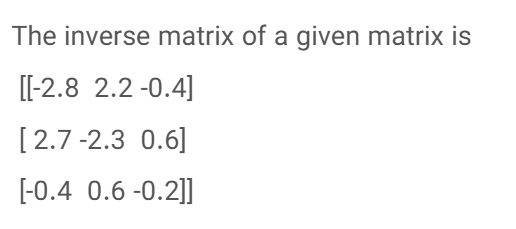 The inverse matrix of a given matrix is
[[-2.8  2.2 -0.4]
[ 2.7 -2.3  0.6]
[-0.4  0.6 -0.2]]